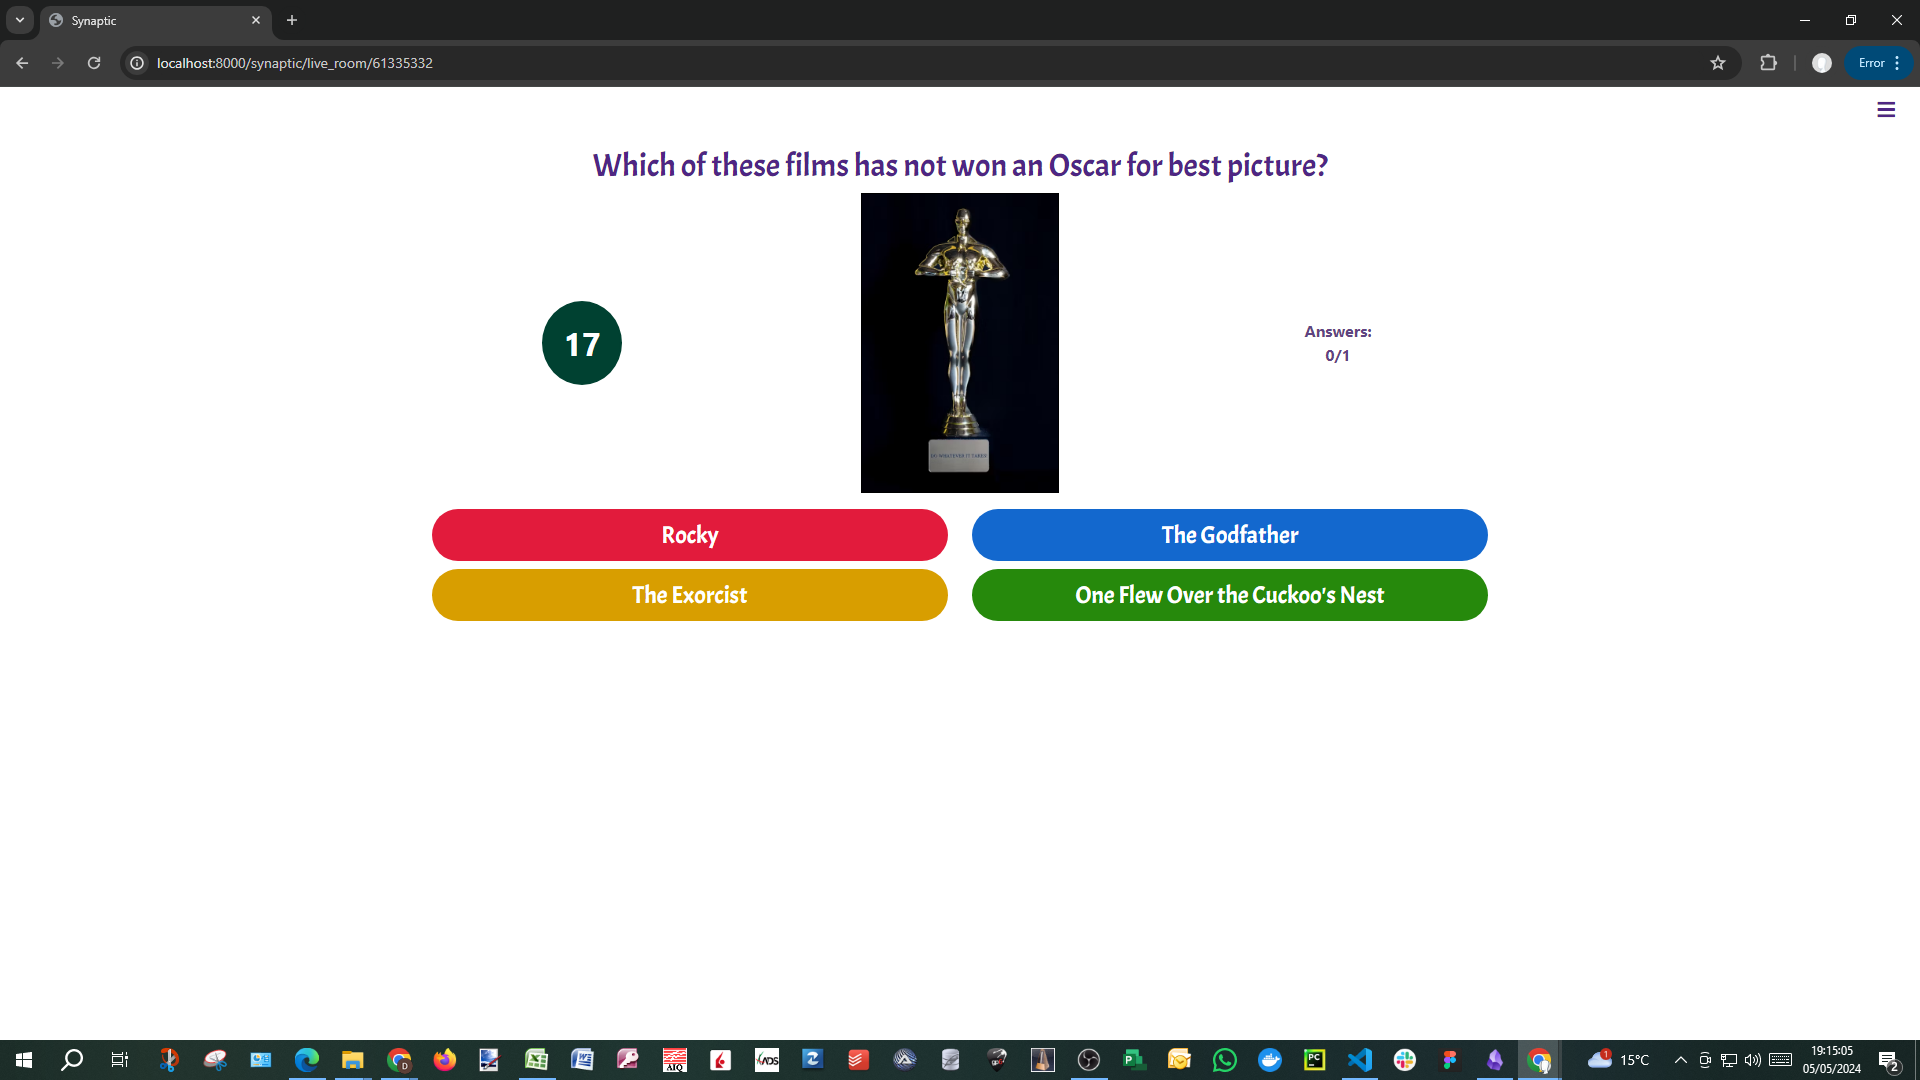 Synaptic
localhost:8000/synaptic/live_room/61335332
Error
Which of these films has not won an Oscar for best picture?
17
Answers:
0/1
Rocky
The Godfather
The Exorcist
One Flew Over the Cuckoo's Nest
15°C
19:15:05
05/05/2024
2